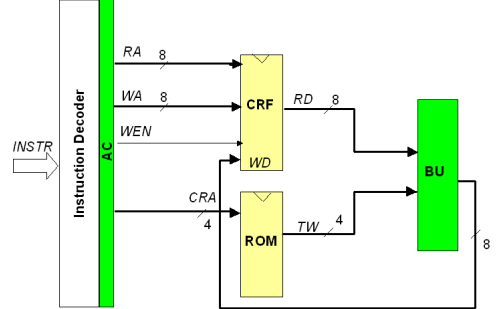 RA 8
WA 8
WEN
INSTR
Instruction Decoder
AC
CRF
WD
RD 8
BU
CRA
4
ROM
TW 4
8